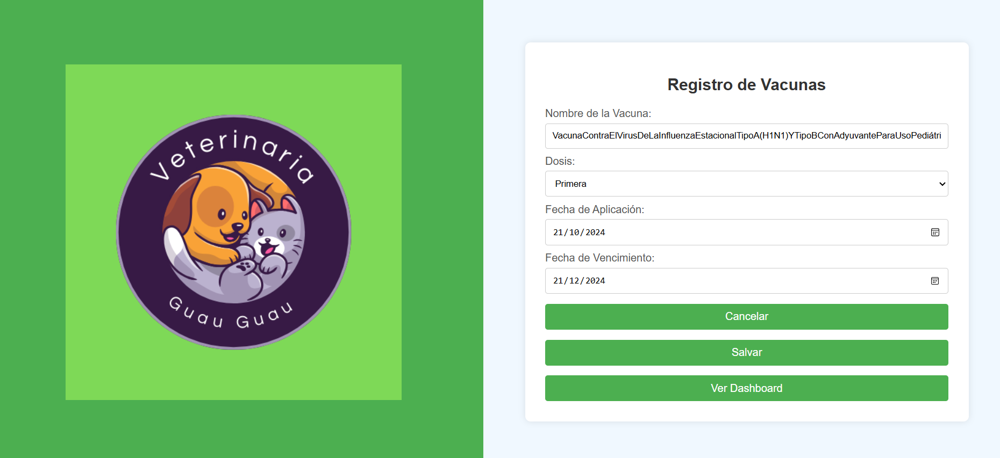 Veterinaria
Guau Guau
Registro de Vacunas
Nombre de la Vacuna:
VacunaContraElVirusDeLaInfluenzaEstacionalTipoA(H1N1)YTipoBConAdyuvanteParaUsoPediátri
Dosis:
Primera
Fecha de Aplicación:
21/10/2024
Fecha de Vencimiento:
21/12/2024
Cancelar
Salvar
Ver Dashboard